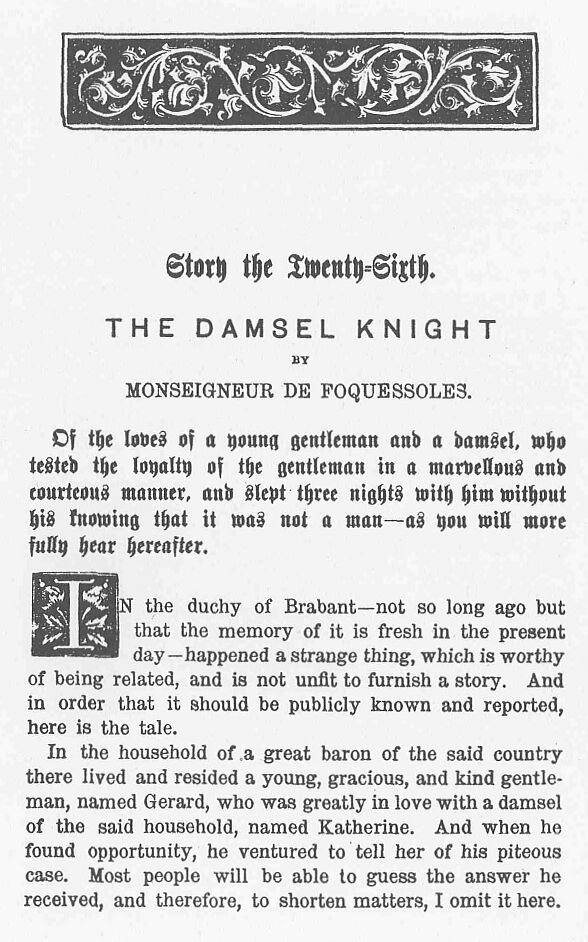 Story the Twenty-Sixth.
THE DAMSEL KNIGHT
BY
MONSEIGNEUR DE FOQUESSOLES.
Of the loves of a young gentleman and a damsel, who
tested the loyalty of the gentleman in a marvellous and
courteous manner, and slept three nights with him without
his knowing that it was not a man—as you will more
fully hear hereafter.
IN the duchy of Brabant—not so long ago but
that the memory of it is fresh in the present
day—happened a strange thing, which is worthy
of being related, and is not unfit to furnish a story. And
in order that it should be publicly known and reported,
here is the tale.
In the household of a great baron of the said country
there lived and resided a young, gracious, and kind gentle-
man, named Gerard, who was greatly in love with a damsel
of the said household, named Katherine. And when he
found opportunity, he ventured to tell her of his piteous
case. Most people will be able to guess the answer he
received, and therefore, to shorten matters, I omit it here.